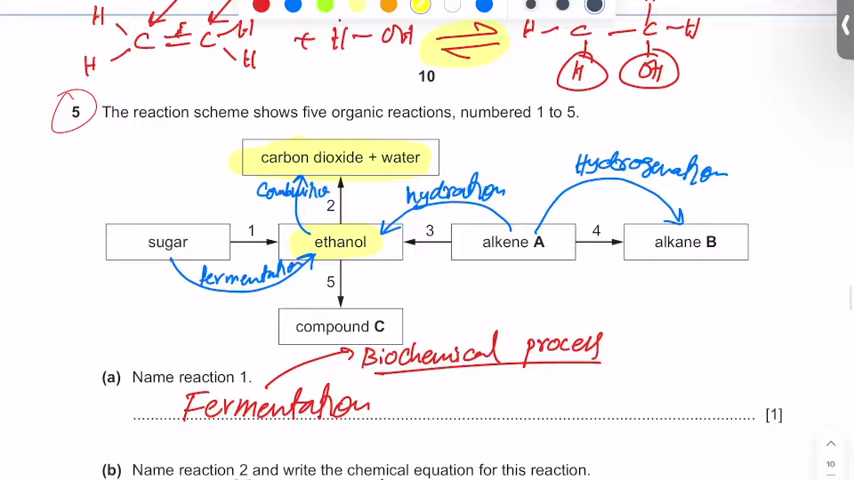 H H
C = C
H H
+ H - OH
H - C - C - H
H OH
10
5 The reaction scheme shows five organic reactions, numbered 1 to 5.
carbon dioxide + water
Combustion
2
hydration
Hydrogenation
sugar
1
ethanol
3
alkene A
4
alkane B
fermentation
5
compound C
Biochemical process
(a) Name reaction 1.
Fermentation
[1]
(b) Name reaction 2 and write the chemical equation for this reaction.
10